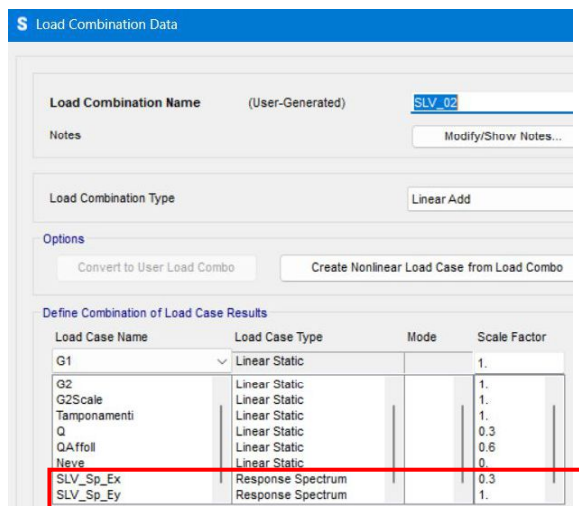 S Load Combination Data
Load Combination Name (User-Generated) SLV_02
Notes Modify/Show Notes...
Load Combination Type Linear Add
Options
Convert to User Load Combo Create Nonlinear Load Case from Load Combo
Define Combination of Load Case Results
Load Case Name Load Case Type Mode Scale Factor
G1 Linear Static 1.
G2 Linear Static 1.
G2Scale Linear Static 1.
Tamponamenti Linear Static 1.
Q Linear Static 0.3
QAffoll Linear Static 0.6
Neve Linear Static 0.
SLV_Sp_Ex Response Spectrum 0.3
SLV_Sp_Ey Response Spectrum 1.